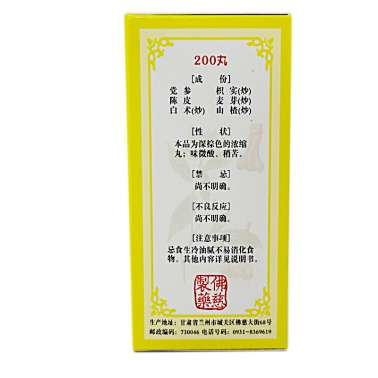 200丸
[成 份]
党 参 枳 实(炒)
陈 皮 麦 芽(炒)
白 术(炒) 山 楂(炒)
[性 状]
本品为深棕色的浓缩
丸；味微酸、稍苦。
[禁 忌]
尚不明确。
[不良反应]
尚不明确。
[注意事项]
忌食生冷油腻不易消化食
物。其他内容详见说明书。
佛慈
製藥
生产地址：甘肃省兰州市城关区佛慈大街68号
邮政编码：730046 电话号码：0931-8369619